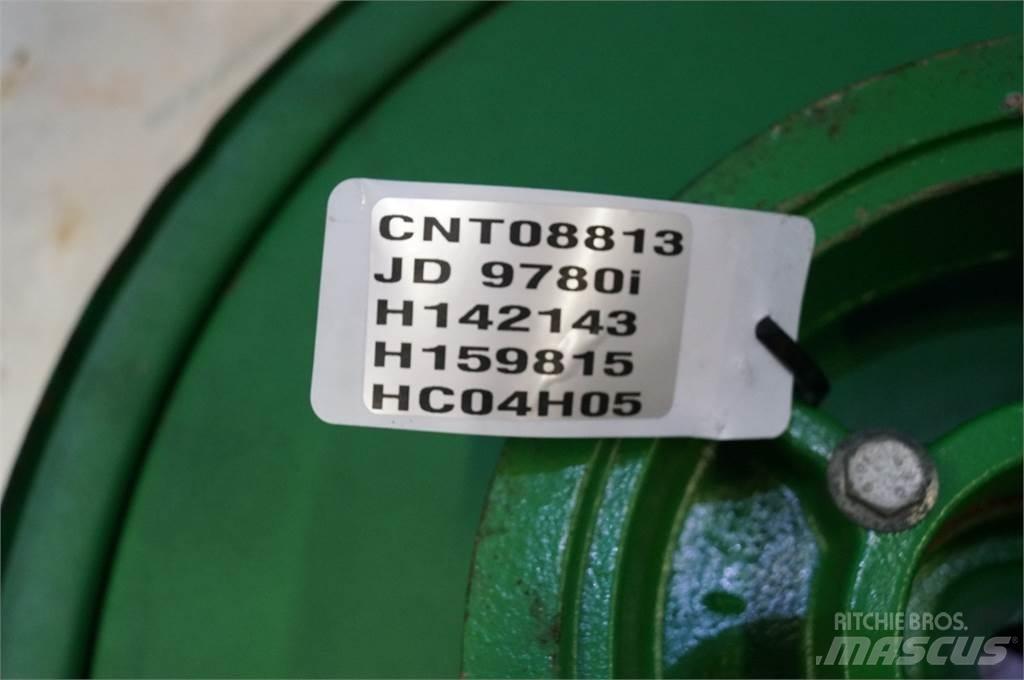 CNT08813
JD 9780i
H142143
H159815
HC04H05
RITCHIE BROS.
.MASCUS